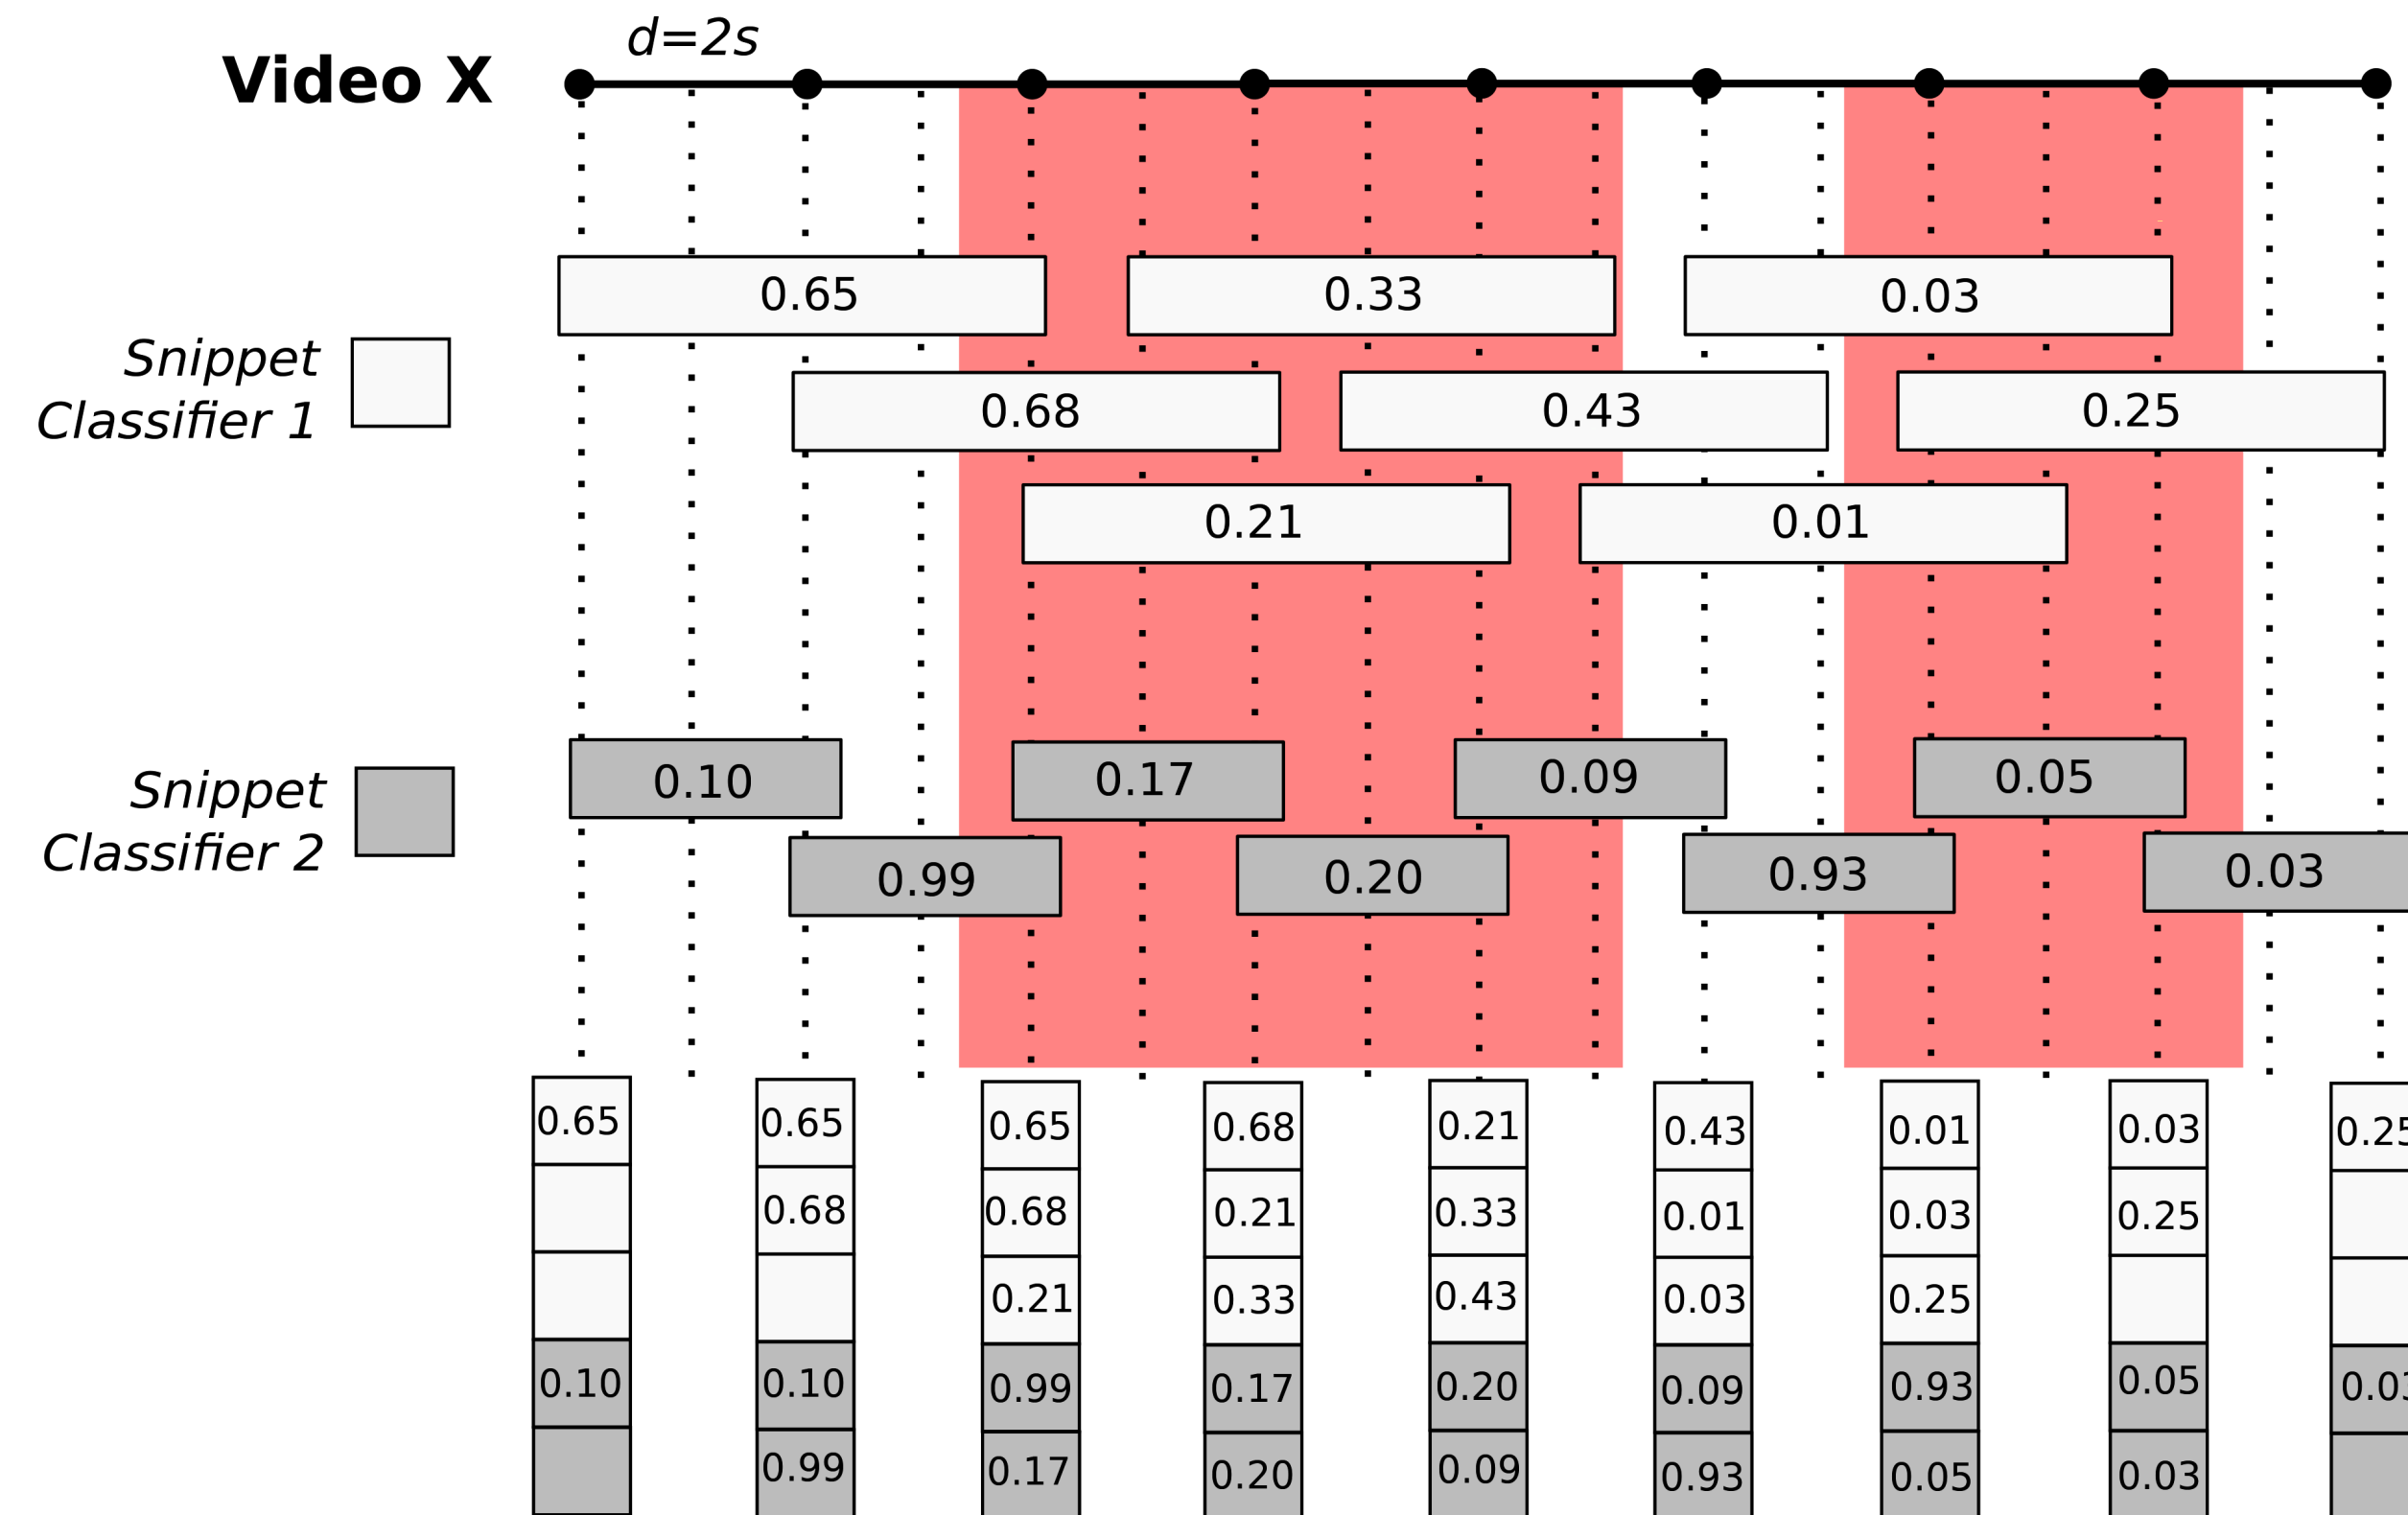 d=2s
Video X
0.65 0.33 0.03
Snippet
Classifier 1
0.68 0.43 0.25
0.21 0.01
Snippet
Classifier 2
0.10 0.17 0.09 0.05
0.99 0.20 0.93 0.03
0.65 0.65 0.65 0.68 0.21 0.43 0.01 0.03 0.25
0.68 0.68 0.21 0.33 0.01 0.03 0.25
0.21 0.33 0.43 0.03 0.25
0.10 0.10 0.99 0.17 0.20 0.09 0.93 0.05 0.03
0.99 0.17 0.20 0.09 0.93 0.05 0.03